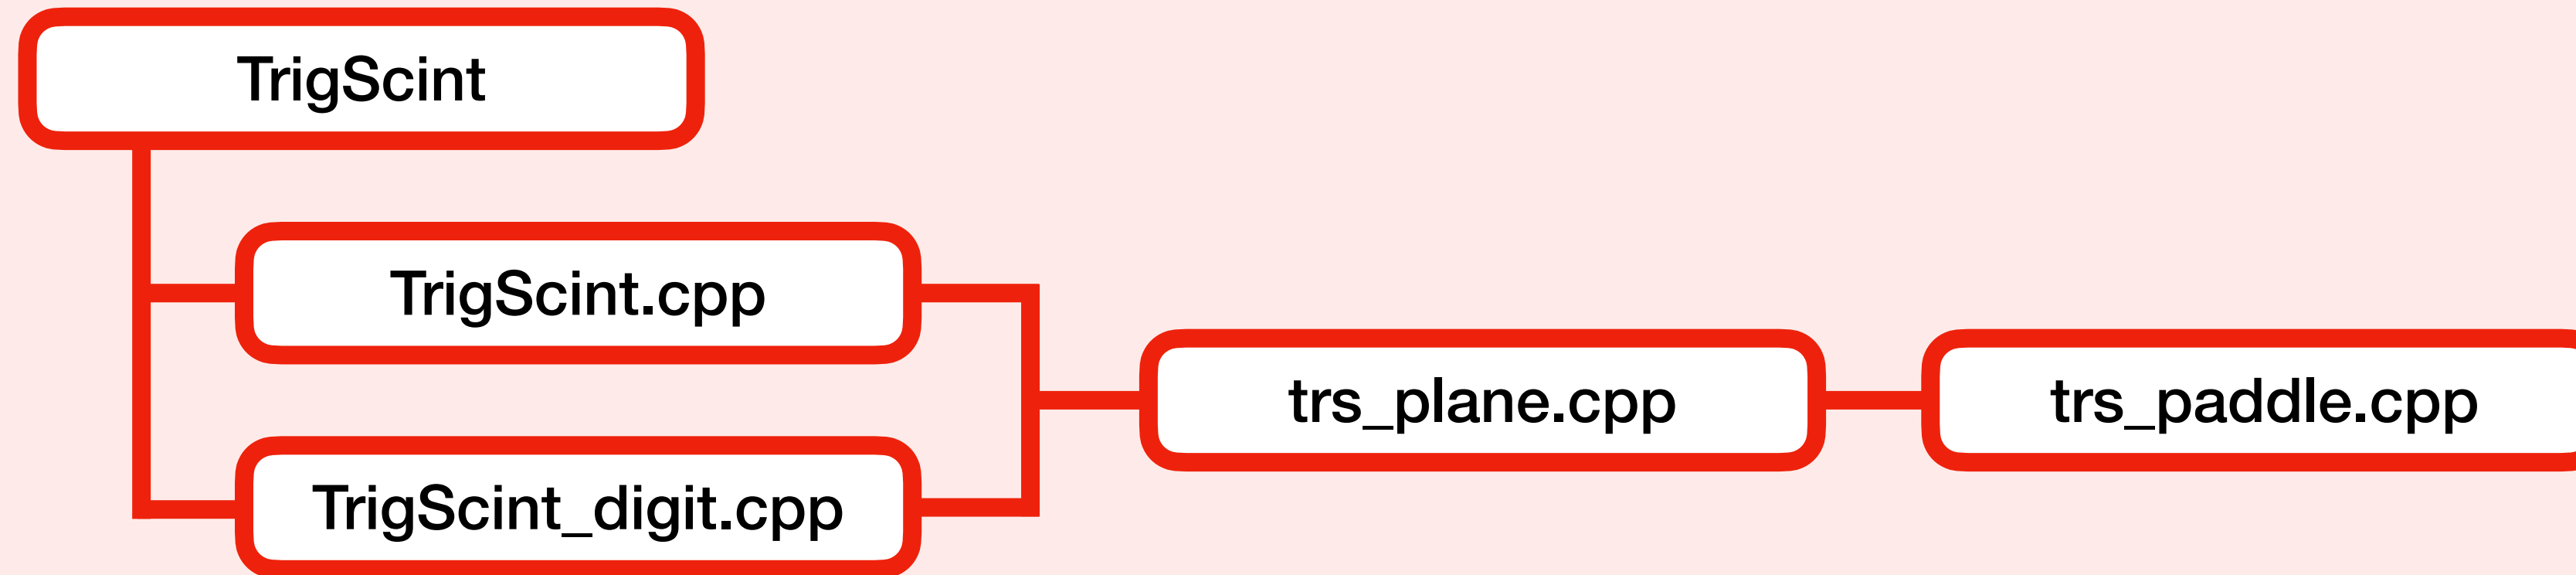 TrigScint
TrigScint.cpp
trs_plane.cpp
trs_paddle.cpp
TrigScint_digit.cpp